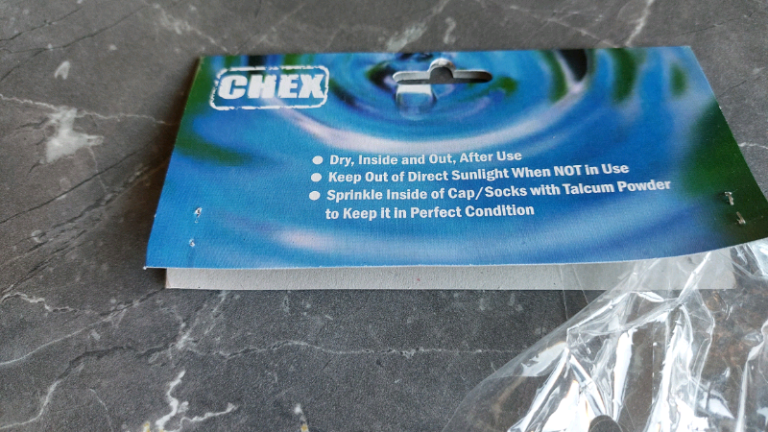 CHEX
● Dry, Inside and Out, After Use
● Keep Out of Direct Sunlight When NOT in Use
● Sprinkle Inside of Cap/Socks with Talcum Powder
to Keep It in Perfect Condition